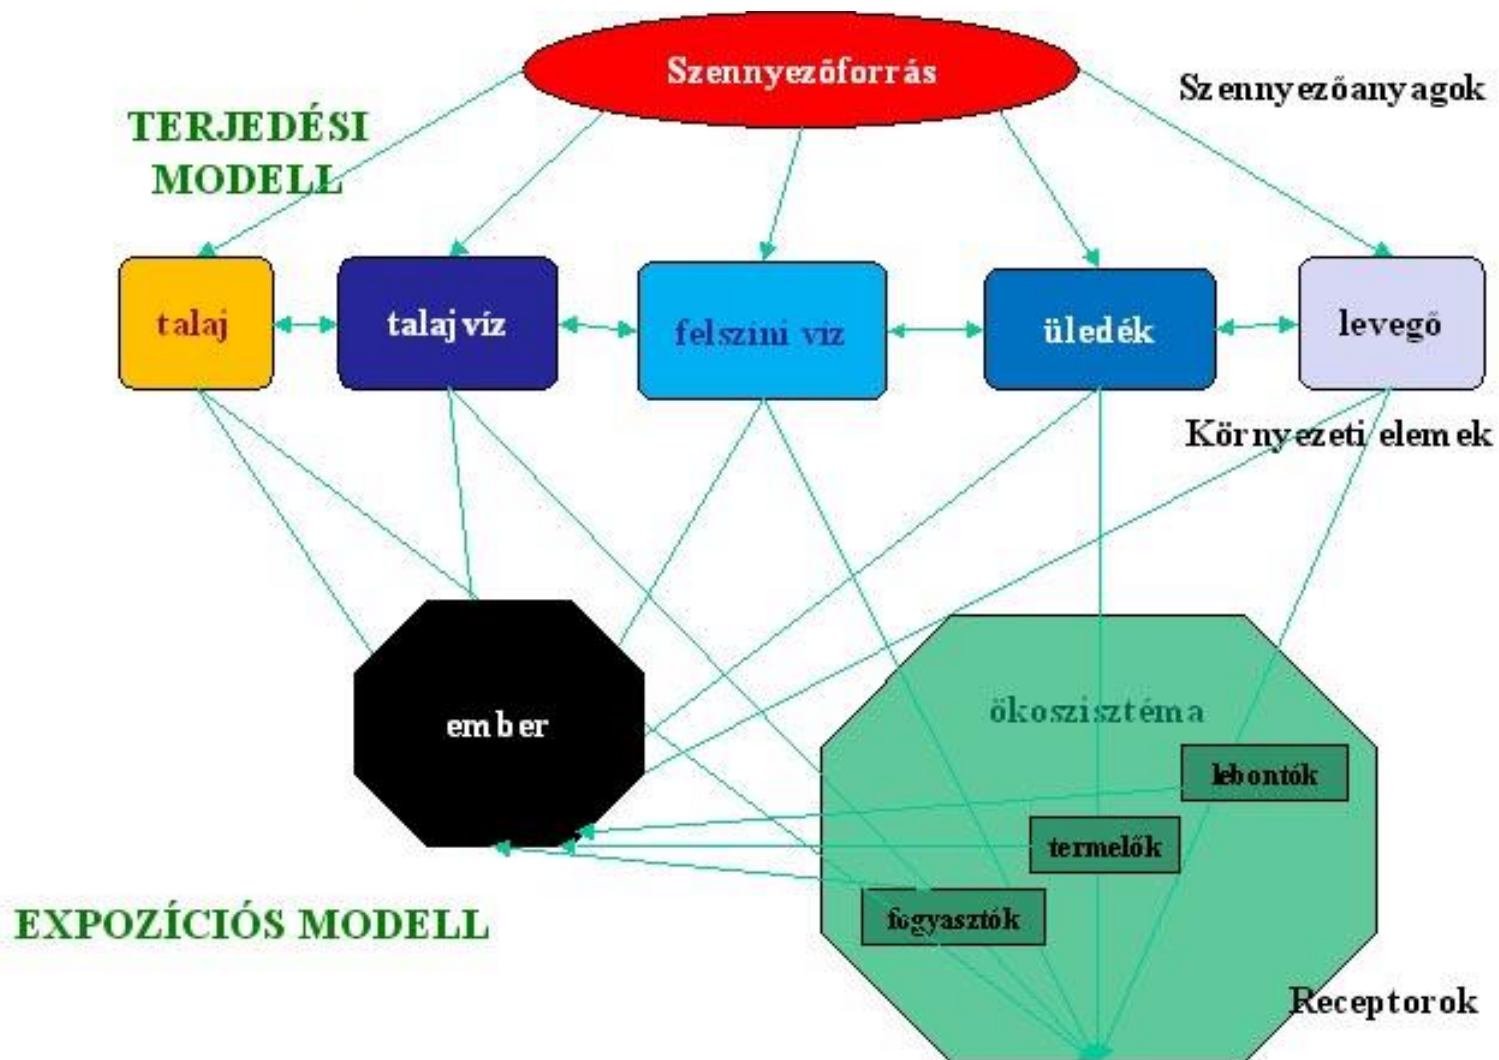 Szennyezőforrás
Szennyezőanyagok
TERJEDÉSI
MODELL
talaj
talajvíz
felszíni víz
üledék
levegő
Környezeti elemek
ember
ökoszisztéma
lebontók
termelők
fogyasztók
EXPOZÍCIÓS MODELL
Receptorok